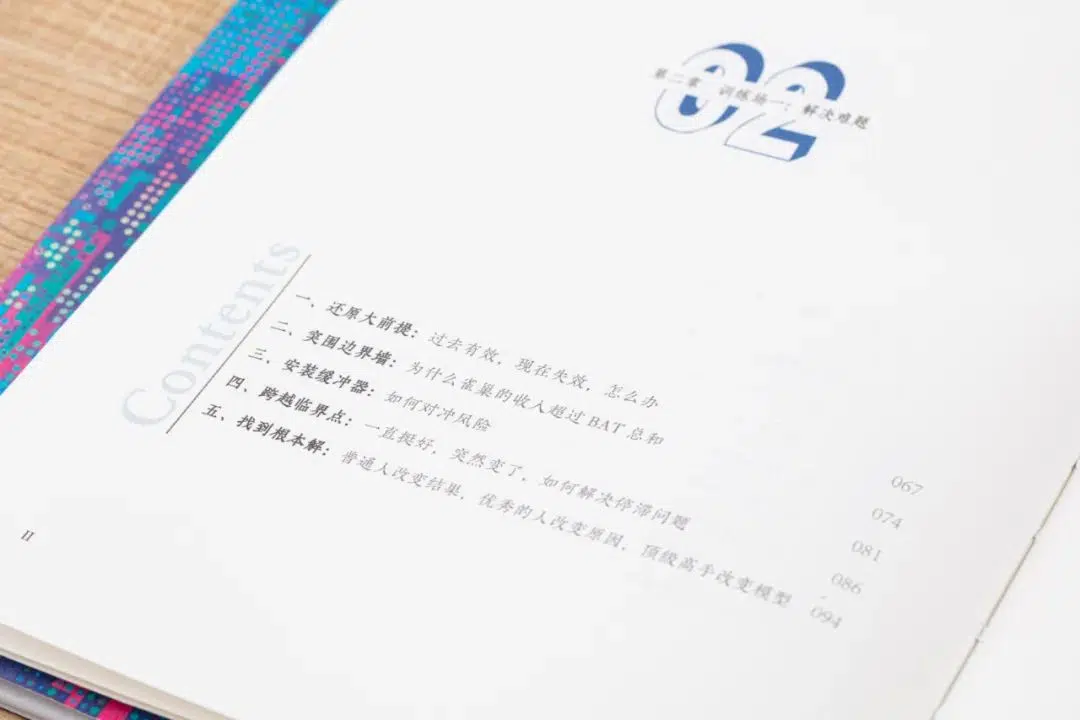 02
第二章 训练场一：解决难题
Contents
一、还原大前提：过去有效，现在失效，怎么办 067
二、突围边界墙：为什么雀巢的收入超过 BAT 总和 074
三、安装缓冲器：如何对冲风险 081
四、跨越临界点：一直挺好，突然变了，如何解决停滞问题 086
五、找到根本解：普通人改变结果，优秀的人改变原因，顶级高手改变模型 094
II